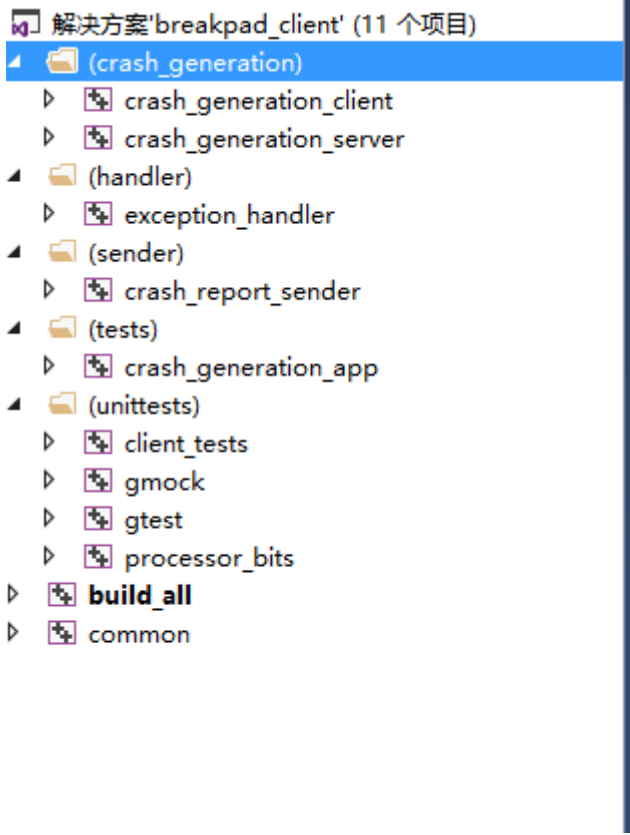 解决方案'breakpad_client' (11 个项目)
(crash_generation)
crash_generation_client
crash_generation_server
(handler)
exception_handler
(sender)
crash_report_sender
(tests)
crash_generation_app
(unittests)
client_tests
gmock
gtest
processor_bits
build_all
common